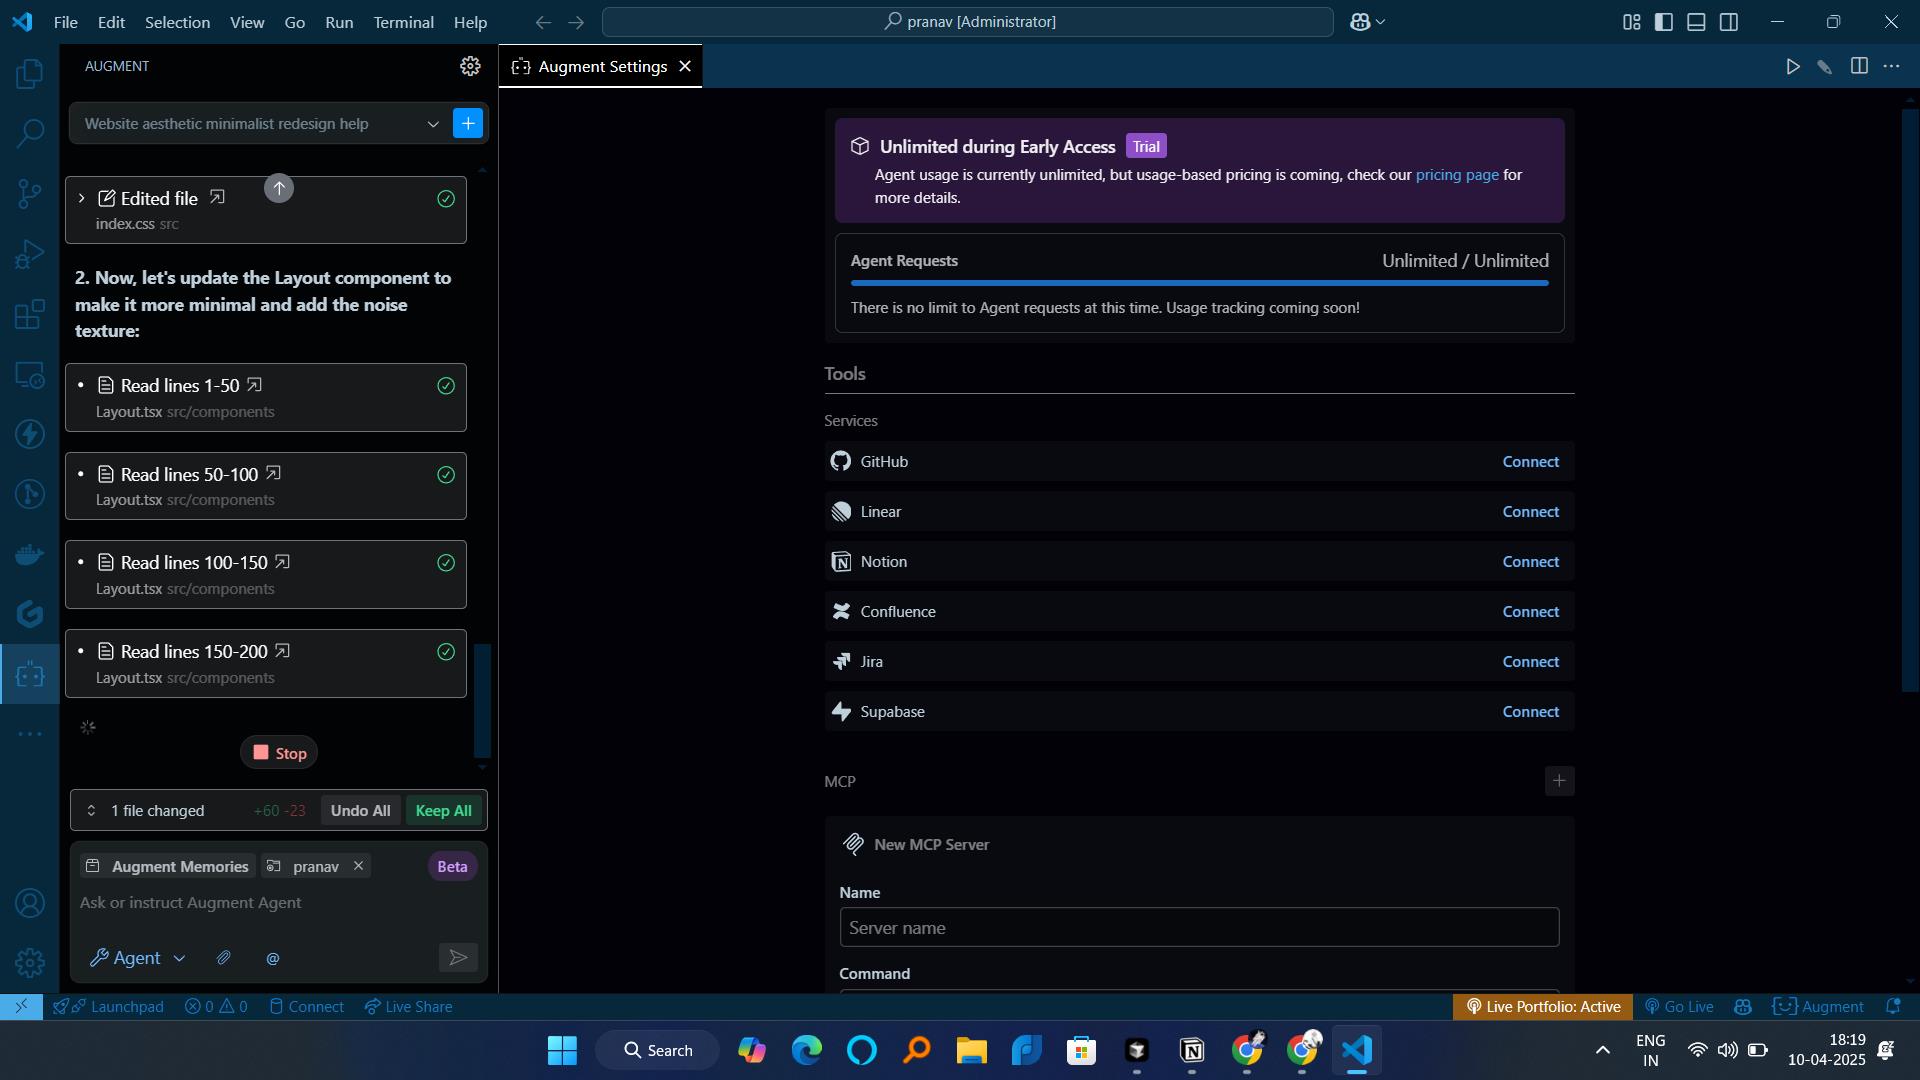 File Edit Selection View Go Run Terminal Help
pranav [Administrator]
AUGMENT
Website aesthetic minimalist redesign help
Edited file
index.css src
2. Now, let's update the Layout component to
make it more minimal and add the noise
texture:
Read lines 1-50
Layout.tsx src/components
Read lines 50-100
Layout.tsx src/components
Read lines 100-150
Layout.tsx src/components
Read lines 150-200
Layout.tsx src/components
Stop
1 file changed +60 -23 Undo All Keep All
Augment Memories pranav Beta
Ask or instruct Augment Agent
Agent @
Augment Settings
Unlimited during Early Access Trial
Agent usage is currently unlimited, but usage-based pricing is coming, check our pricing page for
more details.
Agent Requests Unlimited / Unlimited
There is no limit to Agent requests at this time. Usage tracking coming soon!
Tools
Services
GitHub Connect
Linear Connect
Notion Connect
Confluence Connect
Jira Connect
Supabase Connect
MCP
New MCP Server
Name
Server name
Command
Launchpad 0 0 Connect Live Share
Live Portfolio: Active Go Live Augment
Search
ENG
IN
18:19
10-04-2025